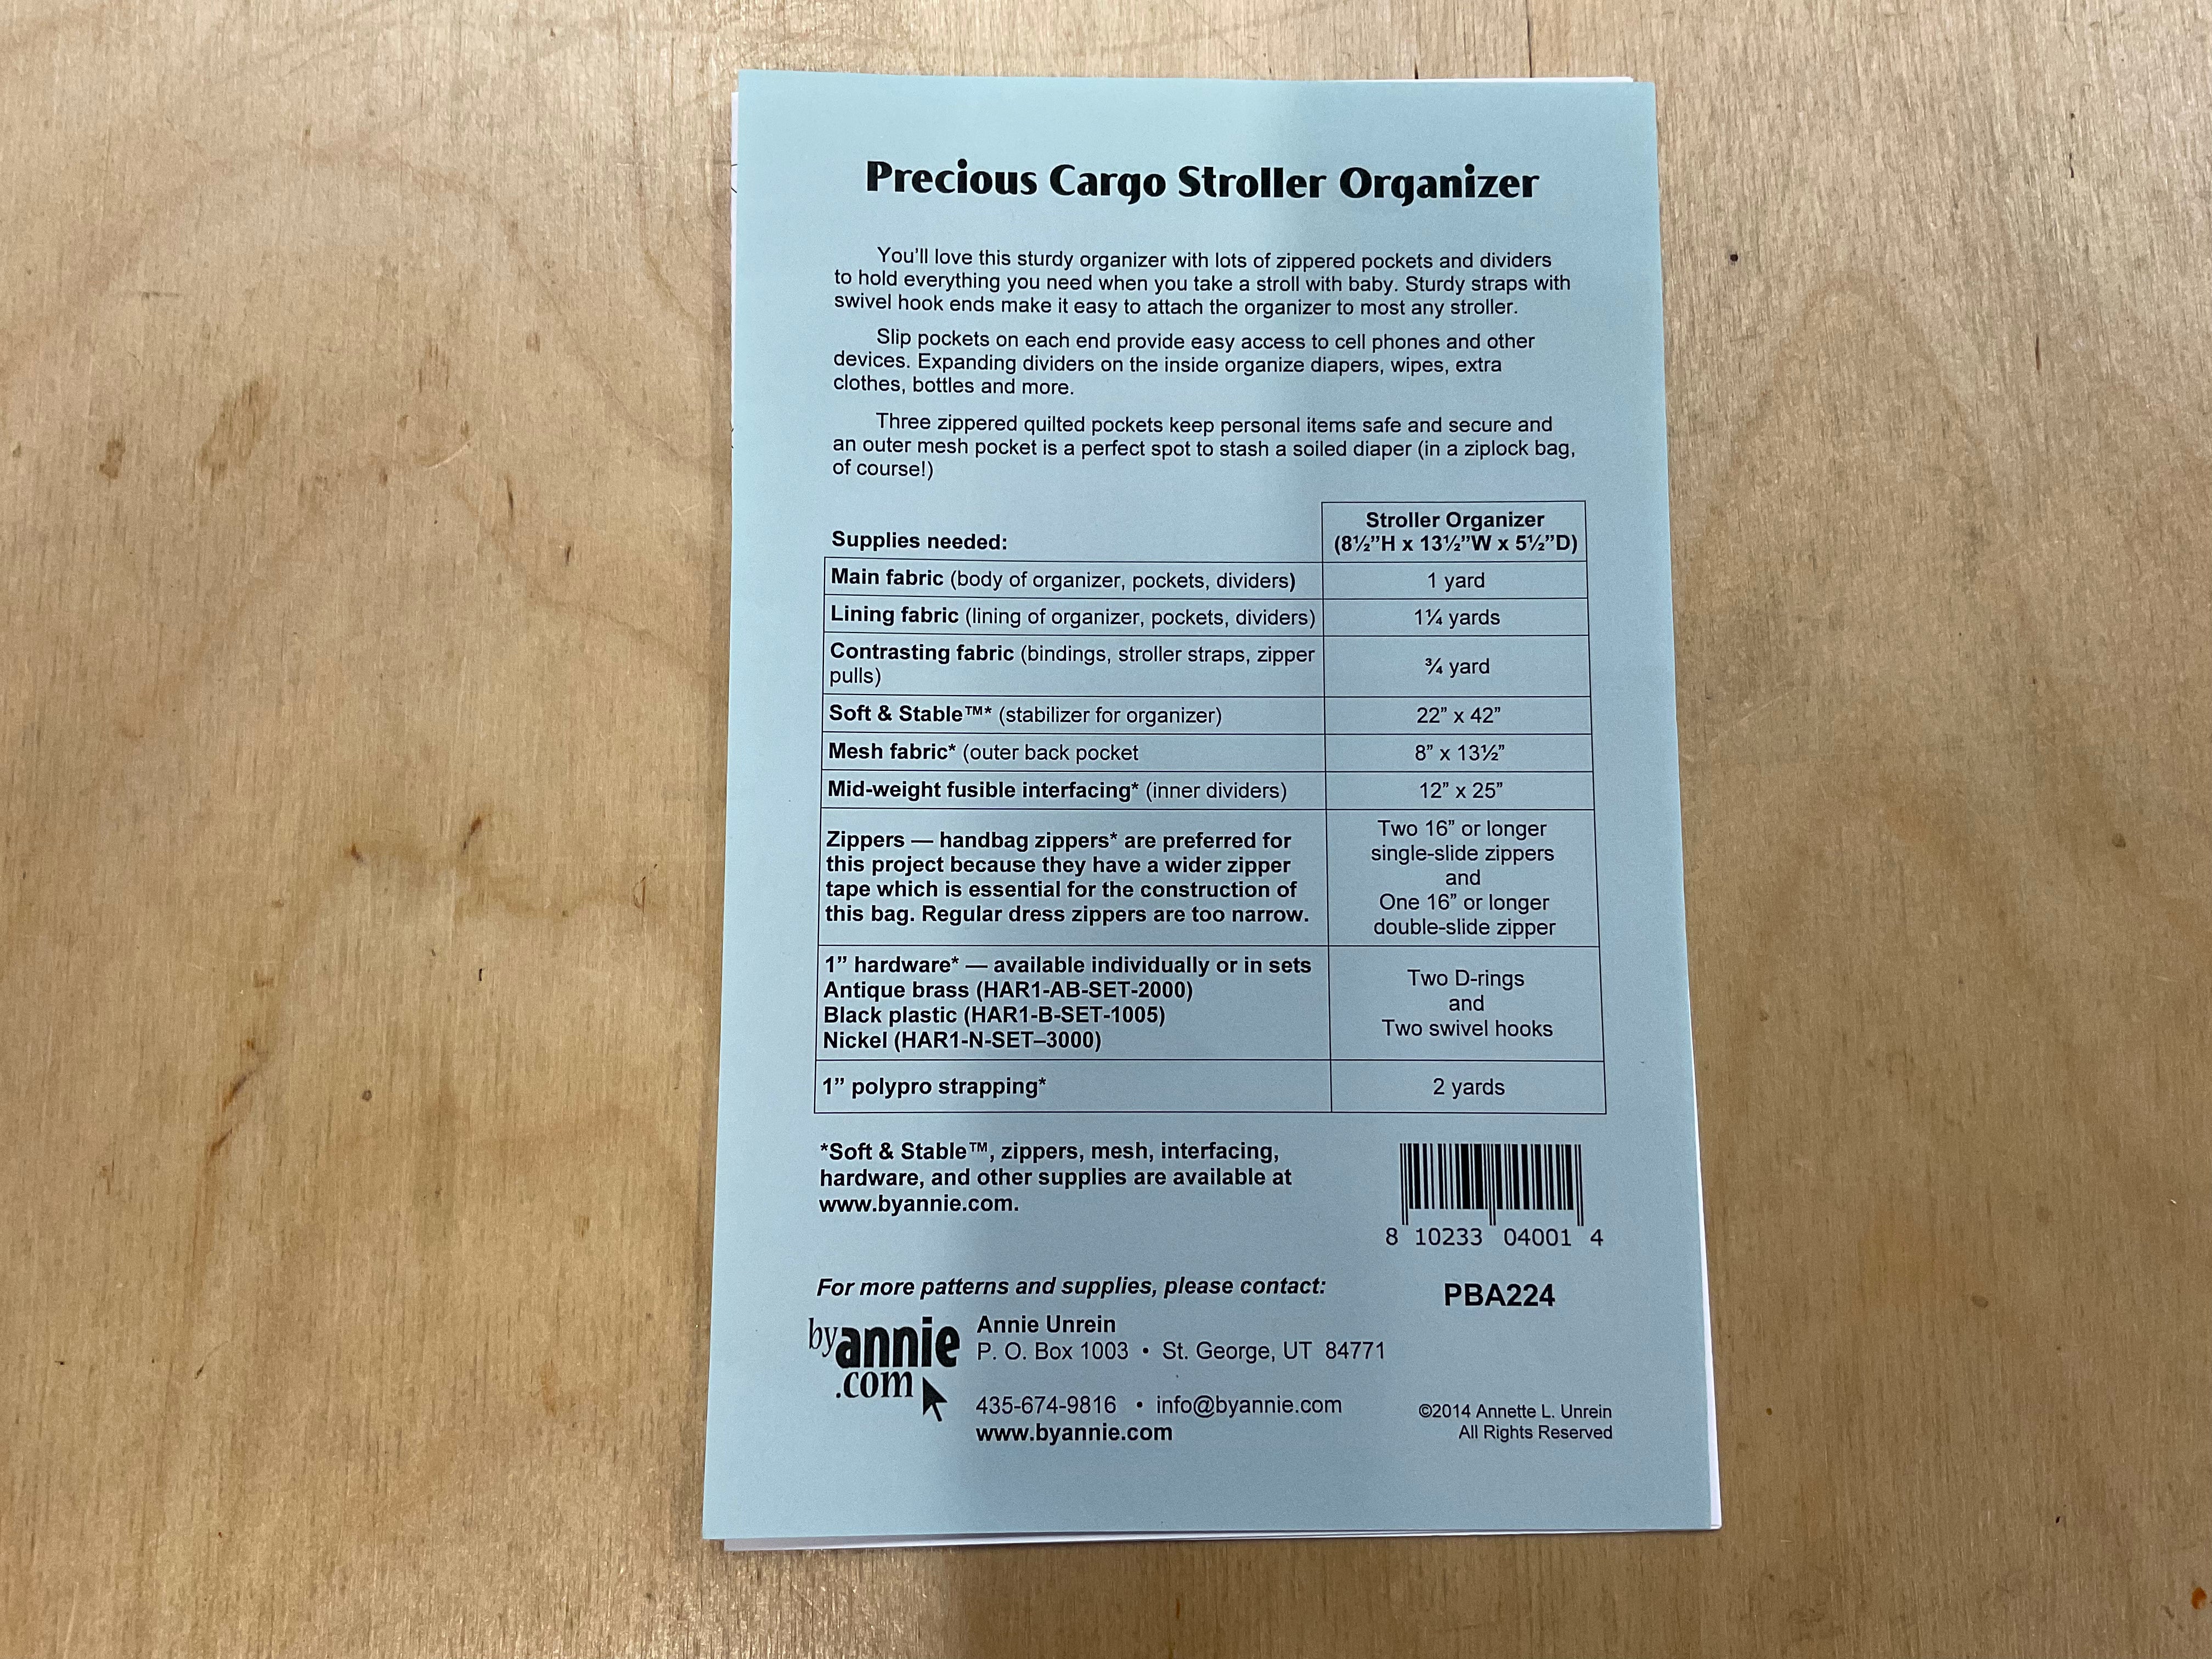 Precious Cargo Stroller Organizer
You'll love this sturdy organizer with lots of zippered pockets and dividers
to hold everything you need when you take a stroll with baby. Sturdy straps with
swivel hook ends make it easy to attach the organizer to most any stroller.
Slip pockets on each end provide easy access to cell phones and other
devices. Expanding dividers on the inside organize diapers, wipes, extra
clothes, bottles and more.
Three zippered quilted pockets keep personal items safe and secure and
an outer mesh pocket is a perfect spot to stash a soiled diaper (in a ziplock bag,
of course!)
Supplies needed:
Stroller Organizer
(8½”H x 13½”W x 5½”D)
Main fabric (body of organizer, pockets, dividers)
1 yard
Lining fabric (lining of organizer, pockets, dividers)
1¼ yards
Contrasting fabric (bindings, stroller straps, zipper
pulls)
¾ yard
Soft & Stable™* (stabilizer for organizer)
22” x 42”
Mesh fabric* (outer back pocket
8” x 13½”
Mid-weight fusible interfacing* (inner dividers)
12” x 25”
Zippers — handbag zippers* are preferred for
this project because they have a wider zipper
tape which is essential for the construction of
this bag. Regular dress zippers are too narrow.
Two 16” or longer
single-slide zippers
and
One 16” or longer
double-slide zipper
1” hardware* — available individually or in sets
Antique brass (HAR1-AB-SET-2000)
Black plastic (HAR1-B-SET-1005)
Nickel (HAR1-N-SET–3000)
Two D-rings
and
Two swivel hooks
1” polypro strapping*
2 yards
*Soft & Stable™, zippers, mesh, interfacing,
hardware, and other supplies are available at
www.byannie.com.
8 10233 04001 4
PBA224
For more patterns and supplies, please contact:
byannie
.com
Annie Unrein
P. O. Box 1003 • St. George, UT 84771
435-674-9816 • info@byannie.com
www.byannie.com
©2014 Annette L. Unrein
All Rights Reserved